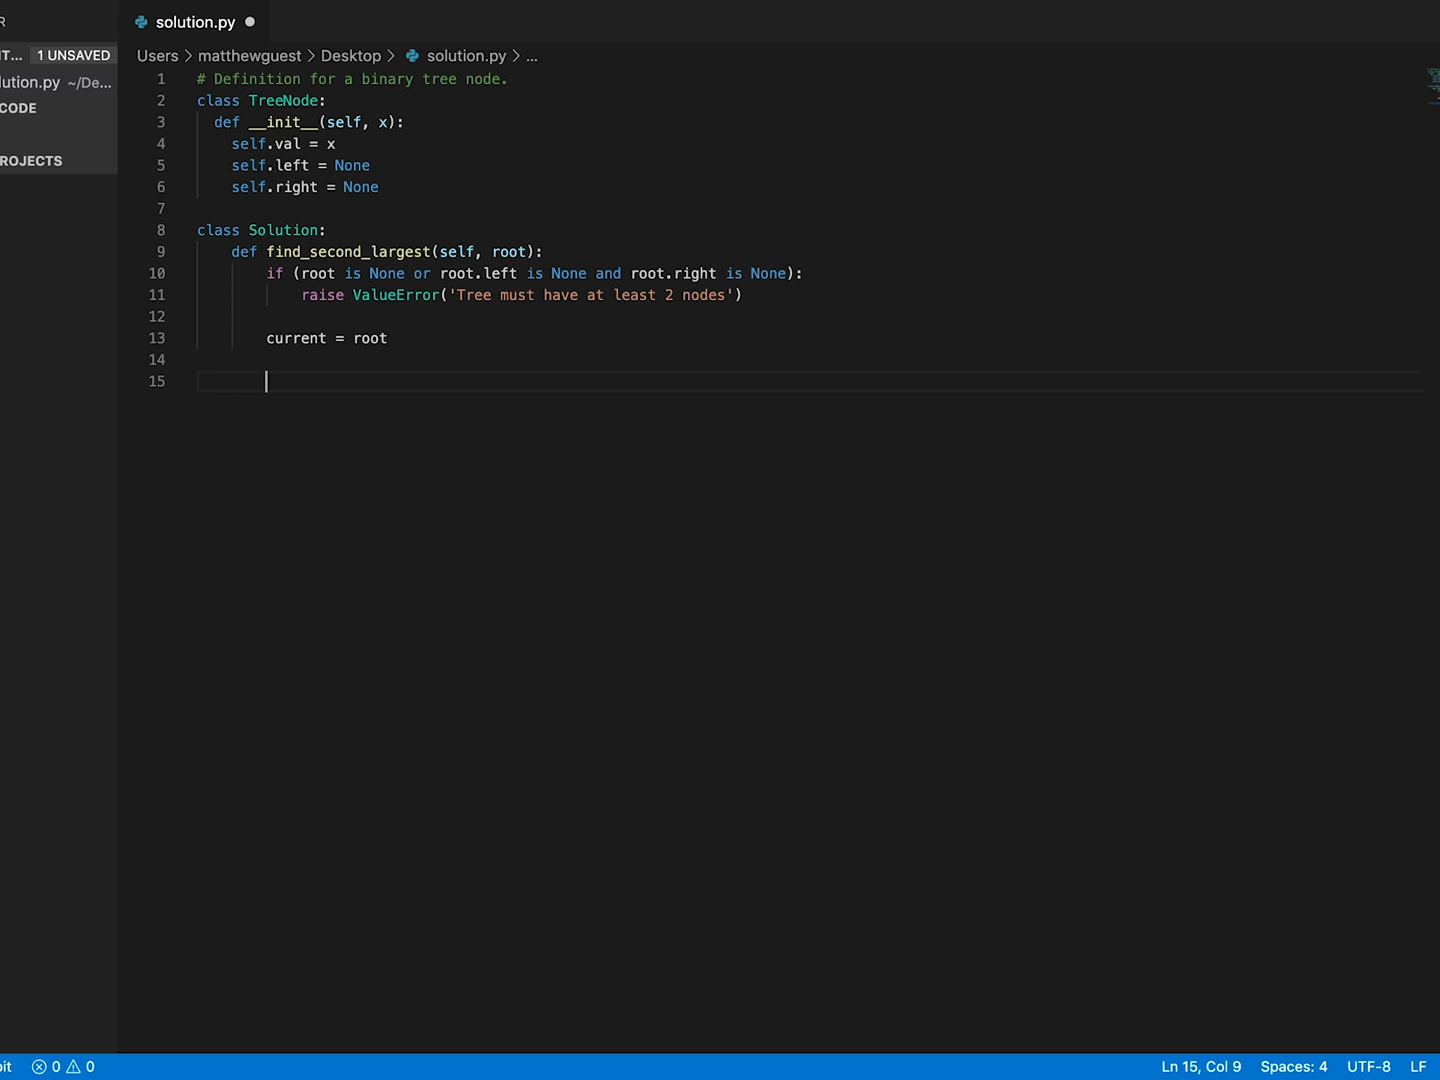 R
solution.py
T... 1 UNSAVED
Users > matthewguest > Desktop > solution.py > ...
lution.py ~/De...
CODE
ROJECTS
1 # Definition for a binary tree node.
2 class TreeNode:
3 def __init__(self, x):
4 self.val = x
5 self.left = None
6 self.right = None
7
8 class Solution:
9 def find_second_largest(self, root):
10 if (root is None or root.left is None and root.right is None):
11 raise ValueError('Tree must have at least 2 nodes')
12
13 current = root
14
15
bit 0 0 Ln 15, Col 9 Spaces: 4 UTF-8 LF